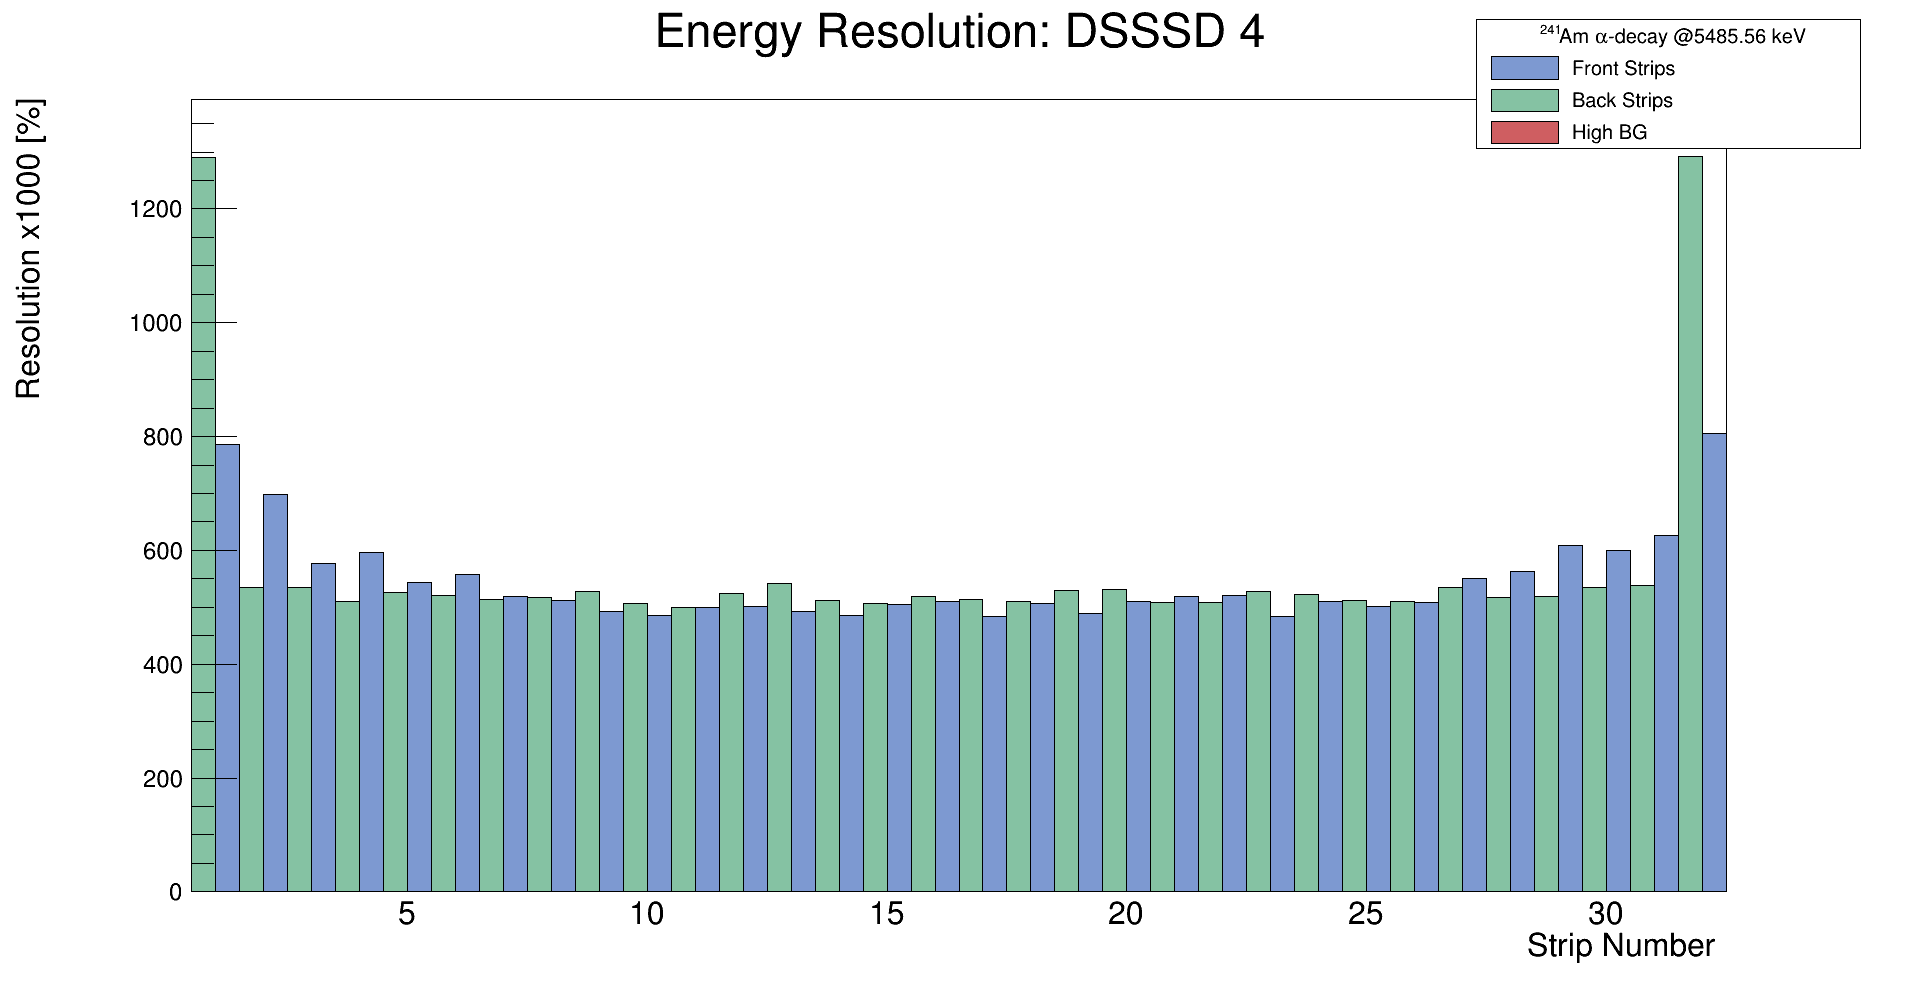 Energy Resolution: DSSSD 4
²⁴¹Am α-decay @5485.56 keV
Front Strips
Back Strips
High BG
Resolution x1000 [%]
1200
1000
800
600
400
200
0
5 10 15 20 25 30
Strip Number